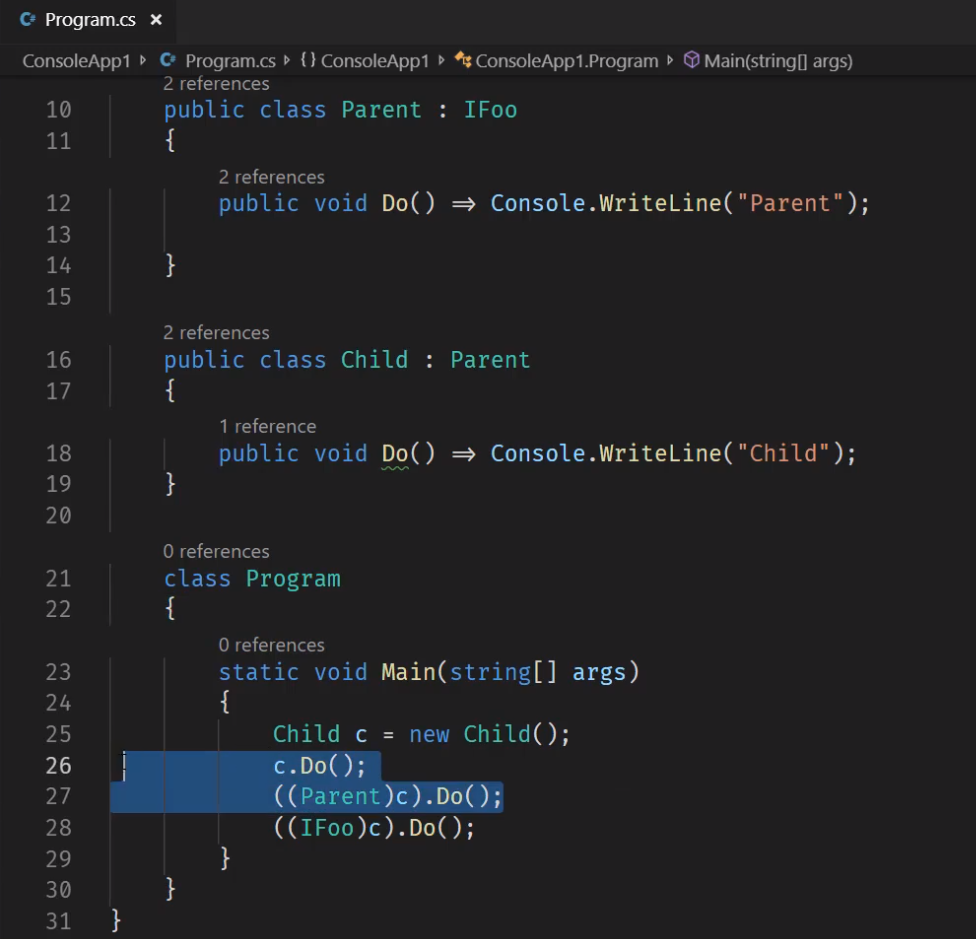 Program.cs ×
ConsoleApp1 Program.cs {} ConsoleApp1 ConsoleApp1.Program Main(string[] args)
2 references
10 public class Parent : IFoo
11 {
2 references
12 public void Do() => Console.WriteLine("Parent");
13
14 }
15
2 references
16 public class Child : Parent
17 {
1 reference
18 public void Do() => Console.WriteLine("Child");
19 }
20
0 references
21 class Program
22 {
0 references
23 static void Main(string[] args)
24 {
25 Child c = new Child();
26 c.Do();
27 ((Parent)c).Do();
28 ((IFoo)c).Do();
29 }
30 }
31 }